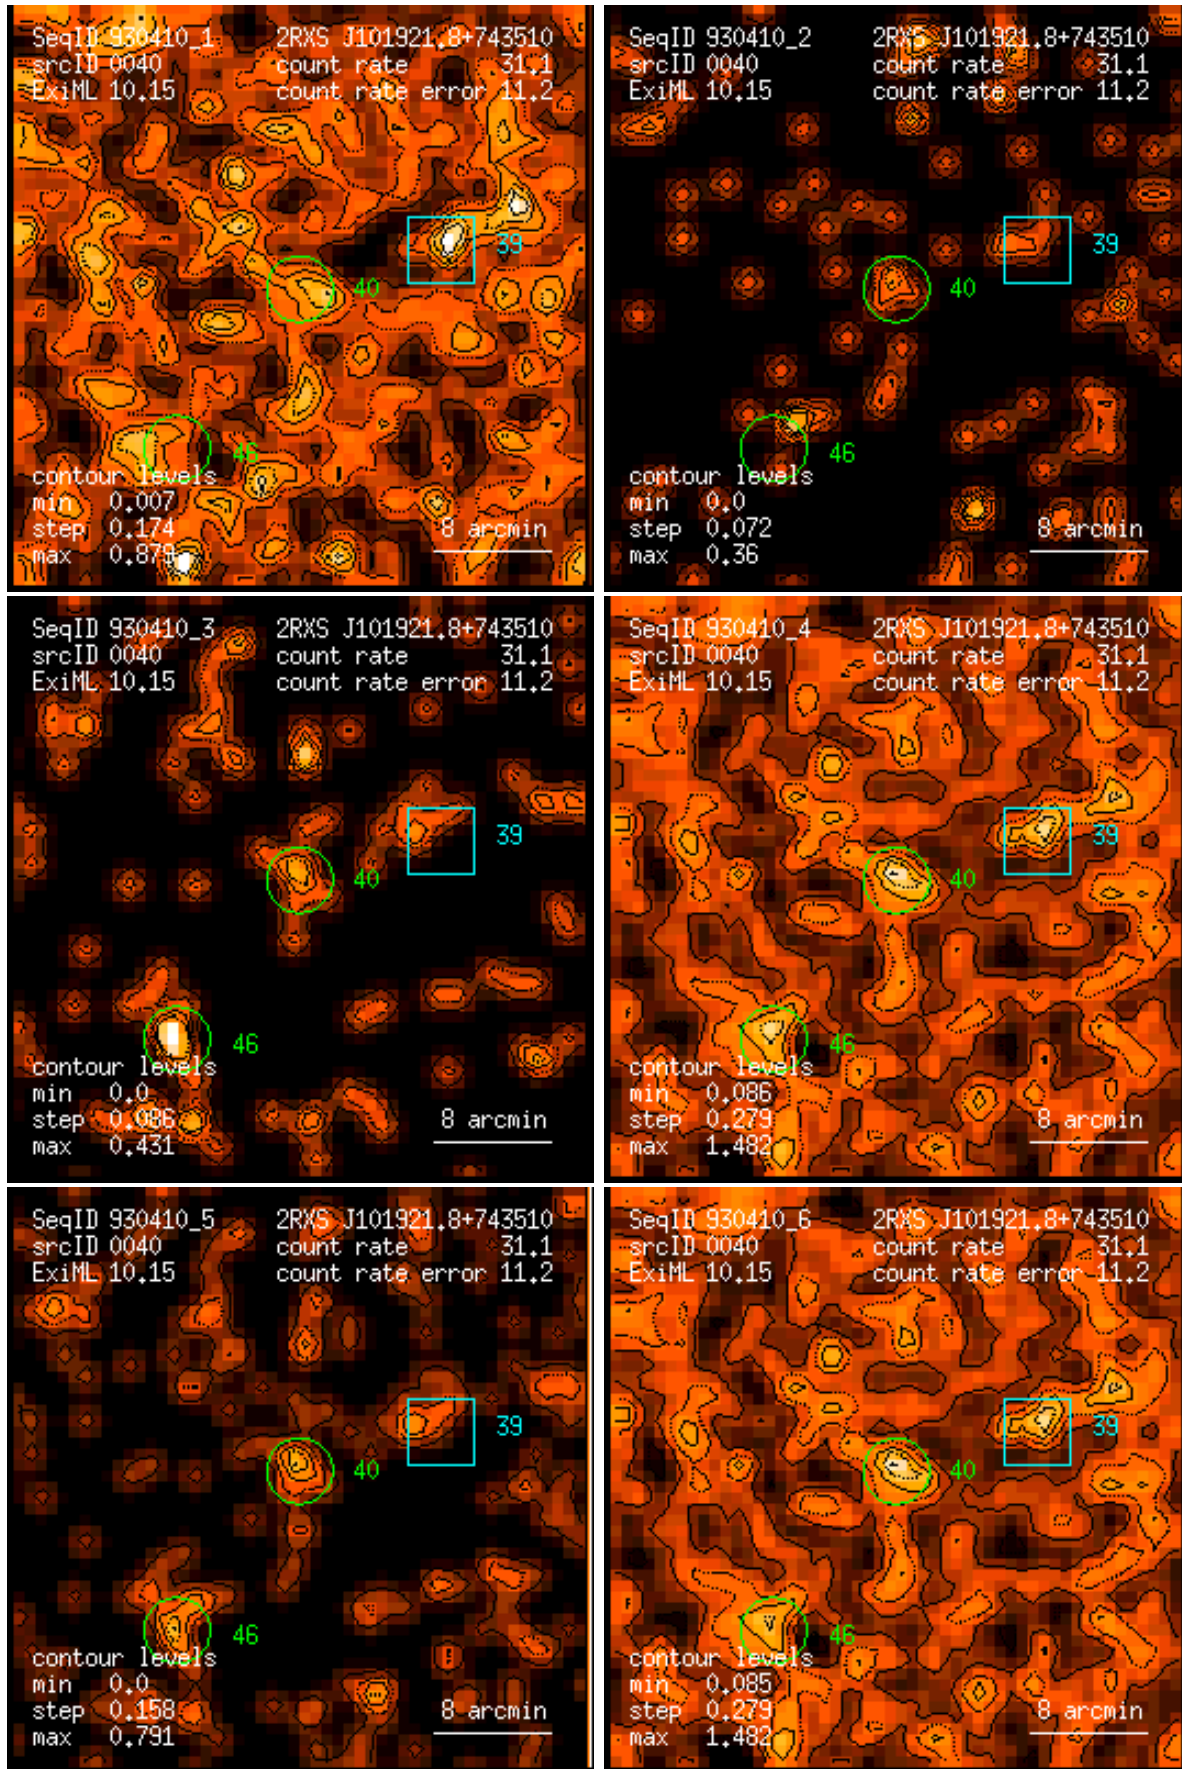 SeqID 930410_1 2RXS J101921.8+743510
srcID 0040 count rate 31.1
ExiML 10.15 count rate error 11.2
39
40
46
contour levels
min 0.007
step 0.174 8 arcmin
max 0.879
SeqID 930410_2 2RXS J101921.8+743510
srcID 0040 count rate 31.1
ExiML 10.15 count rate error 11.2
39
40
46
contour levels
min 0.0
step 0.072 8 arcmin
max 0.36
SeqID 930410_3 2RXS J101921.8+743510
srcID 0040 count rate 31.1
ExiML 10.15 count rate error 11.2
39
40
46
contour levels
min 0.0
step 0.086 8 arcmin
max 0.431
SeqID 930410_4 2RXS J101921.8+743510
srcID 0040 count rate 31.1
ExiML 10.15 count rate error 11.2
39
40
46
contour levels
min 0.086
step 0.279 8 arcmin
max 1.482
SeqID 930410_5 2RXS J101921.8+743510
srcID 0040 count rate 31.1
ExiML 10.15 count rate error 11.2
39
40
46
contour levels
min 0.0
step 0.158 8 arcmin
max 0.791
SeqID 930410_6 2RXS J101921.8+743510
srcID 0040 count rate 31.1
ExiML 10.15 count rate error 11.2
39
40
46
contour levels
min 0.085
step 0.279 8 arcmin
max 1.482